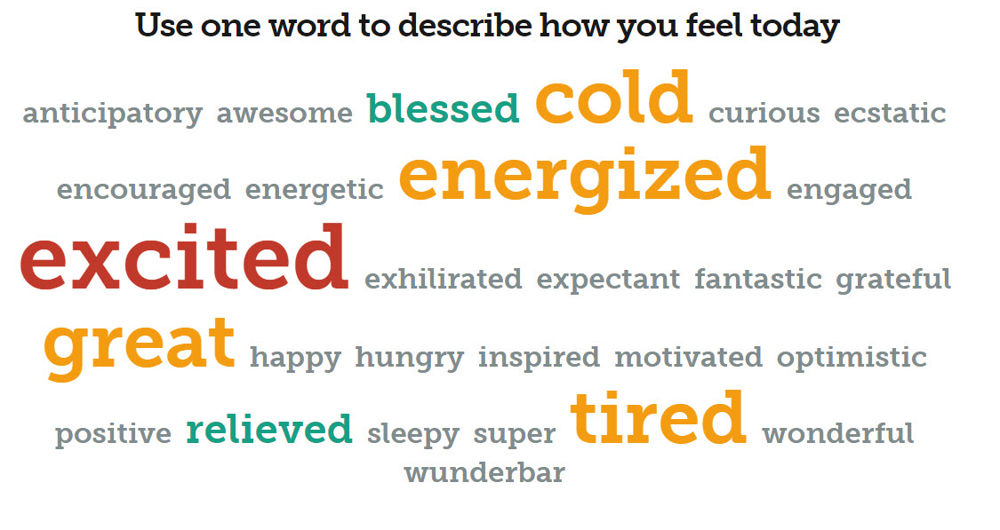 Use one word to describe how you feel today
anticipatory awesome blessed cold curious ecstatic
encouraged energetic energized engaged
excited exhilirated expectant fantastic grateful
great happy hungry inspired motivated optimistic
positive relieved sleepy super tired wonderful
wunderbar